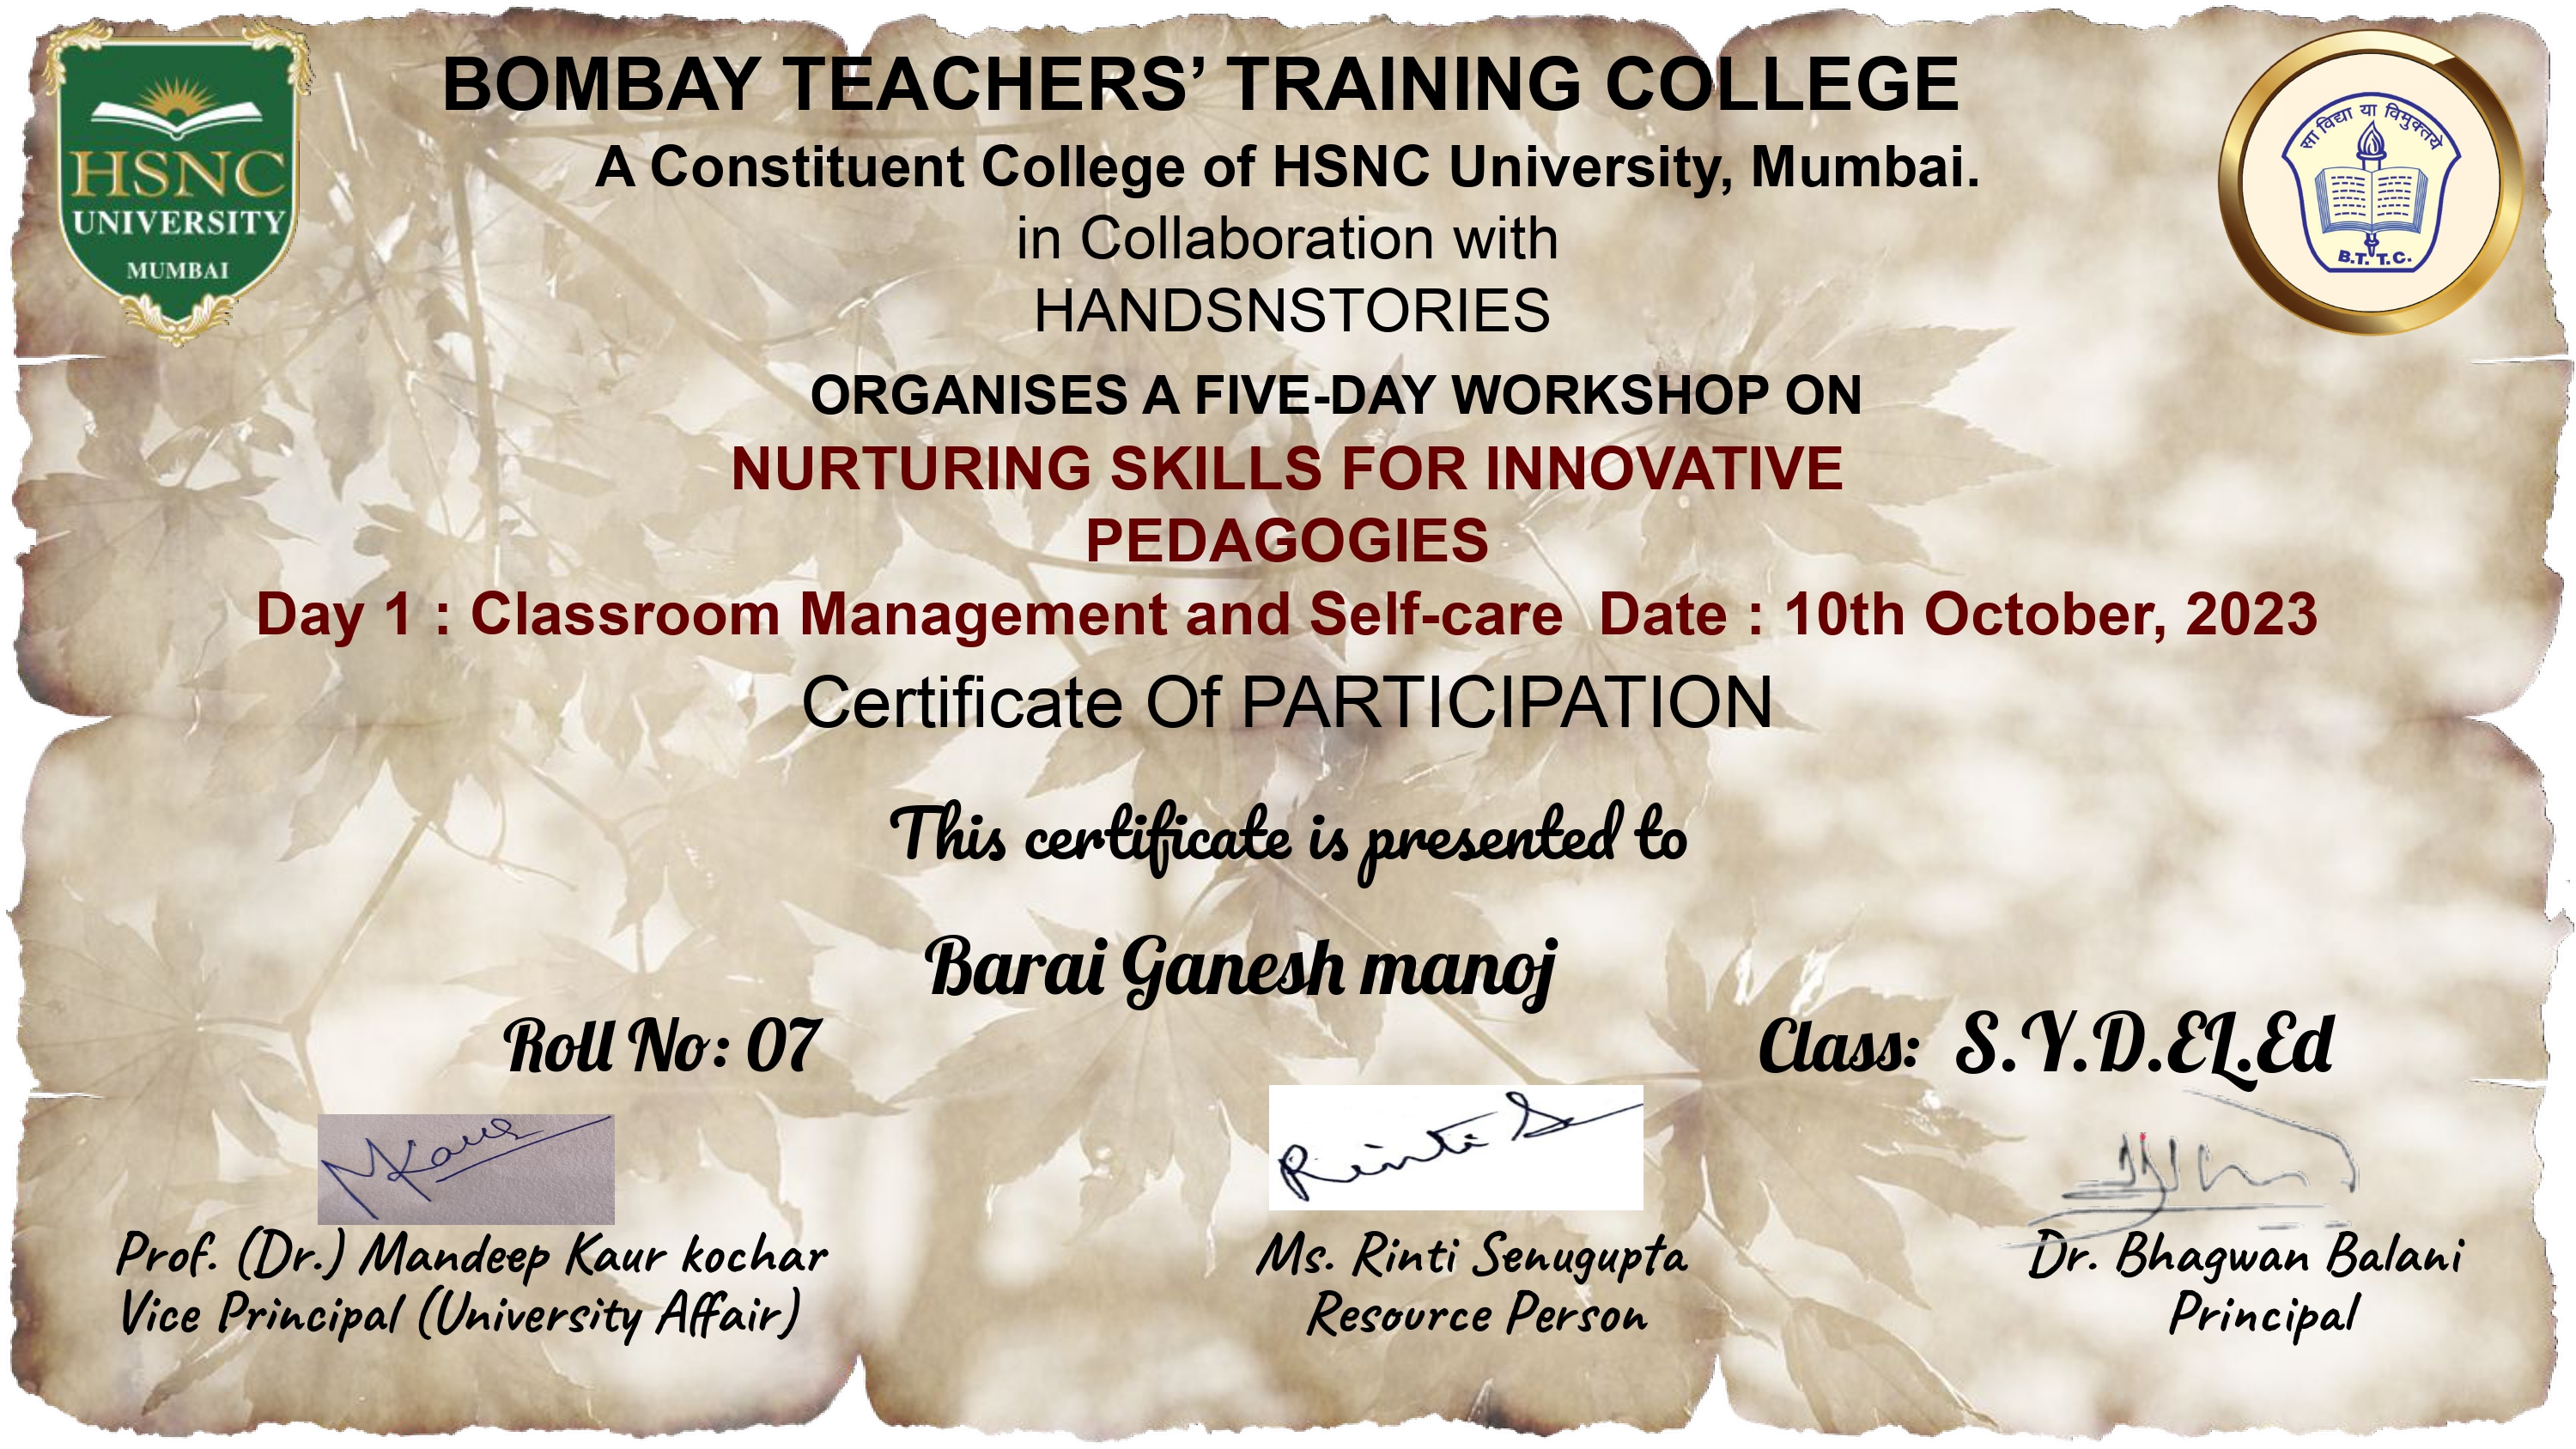 HSNC
UNIVERSITY
MUMBAI
BOMBAY TEACHERS’ TRAINING COLLEGE
A Constituent College of HSNC University, Mumbai.
in Collaboration with
HANDSNSTORIES
सा विद्या या विमुक्तये
B.T.T.C.
ORGANISES A FIVE-DAY WORKSHOP ON
NURTURING SKILLS FOR INNOVATIVE
PEDAGOGIES
Day 1 : Classroom Management and Self-care Date : 10th October, 2023
Certificate Of PARTICIPATION
This certificate is presented to
Barai Ganesh manoj
Roll No: 07 Class: S.Y.D.EL.Ed
MKaur
Rinti S
Prof. (Dr.) Mandeep Kaur kochar
Vice Principal (University Affair)
Ms. Rinti Senugupta
Resource Person
Dr. Bhagwan Balani
Principal